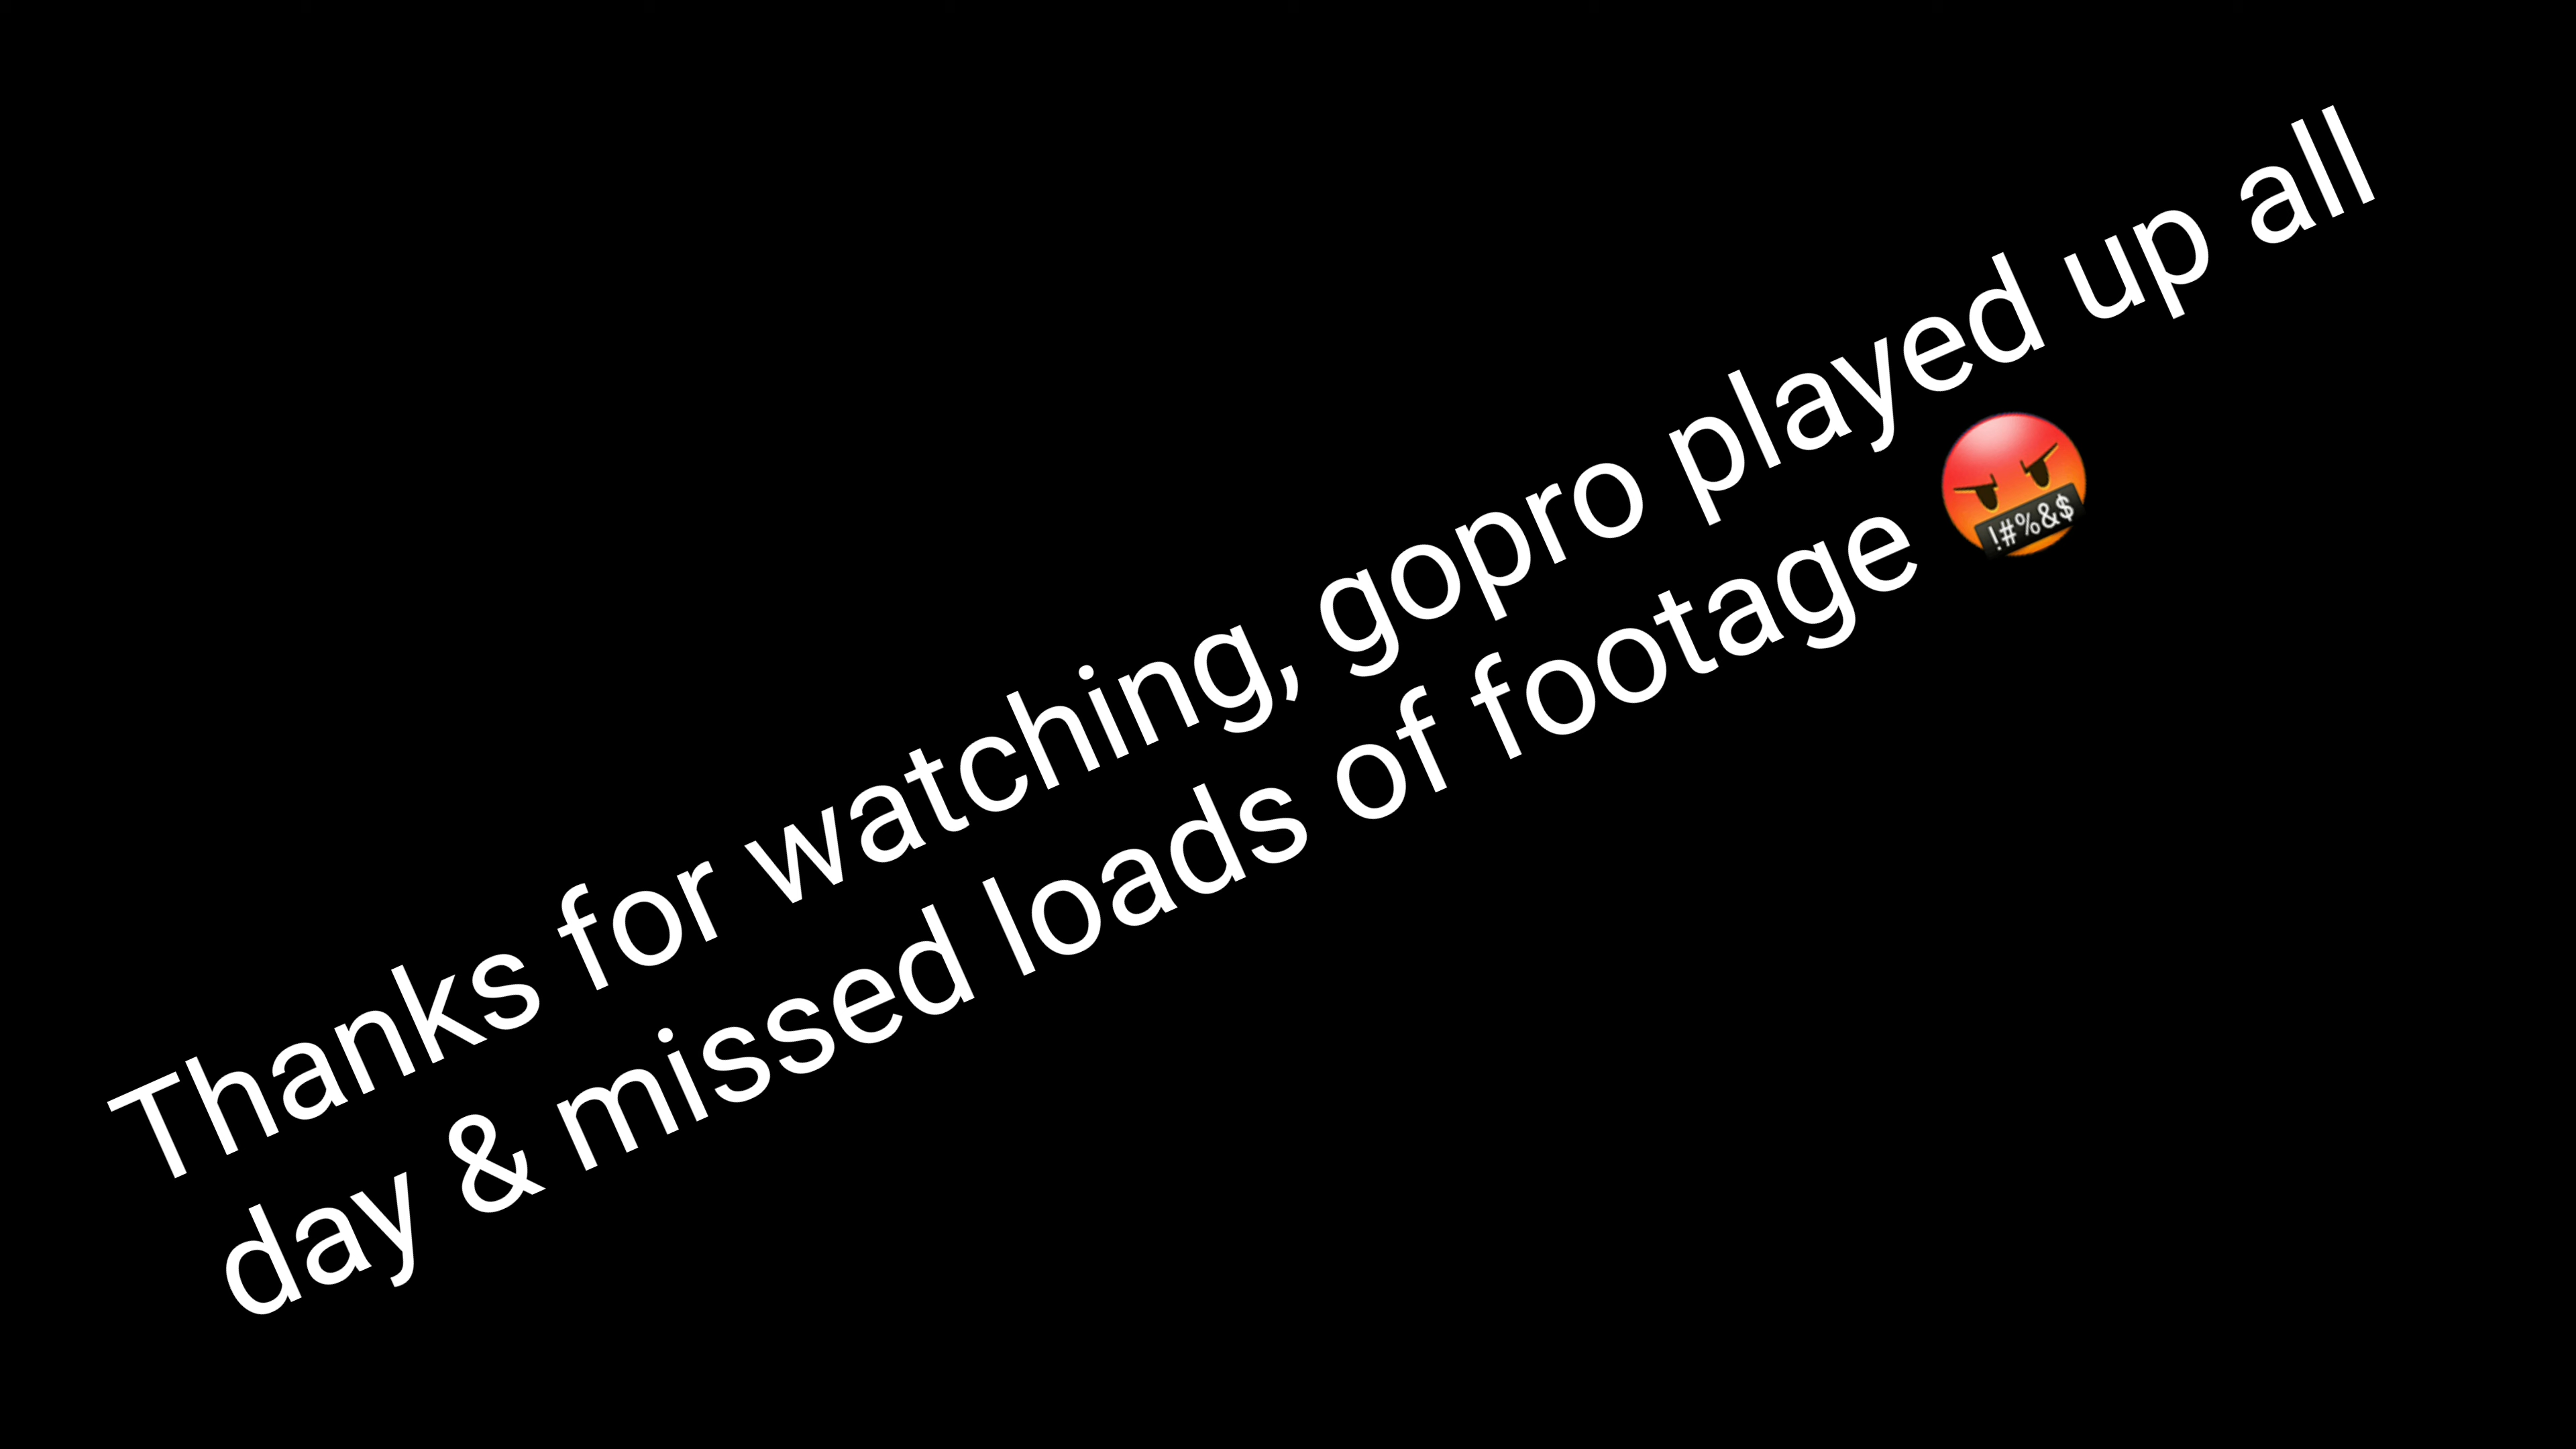 Thanks for watching, gopro played up all
day & missed loads of footage 🤬